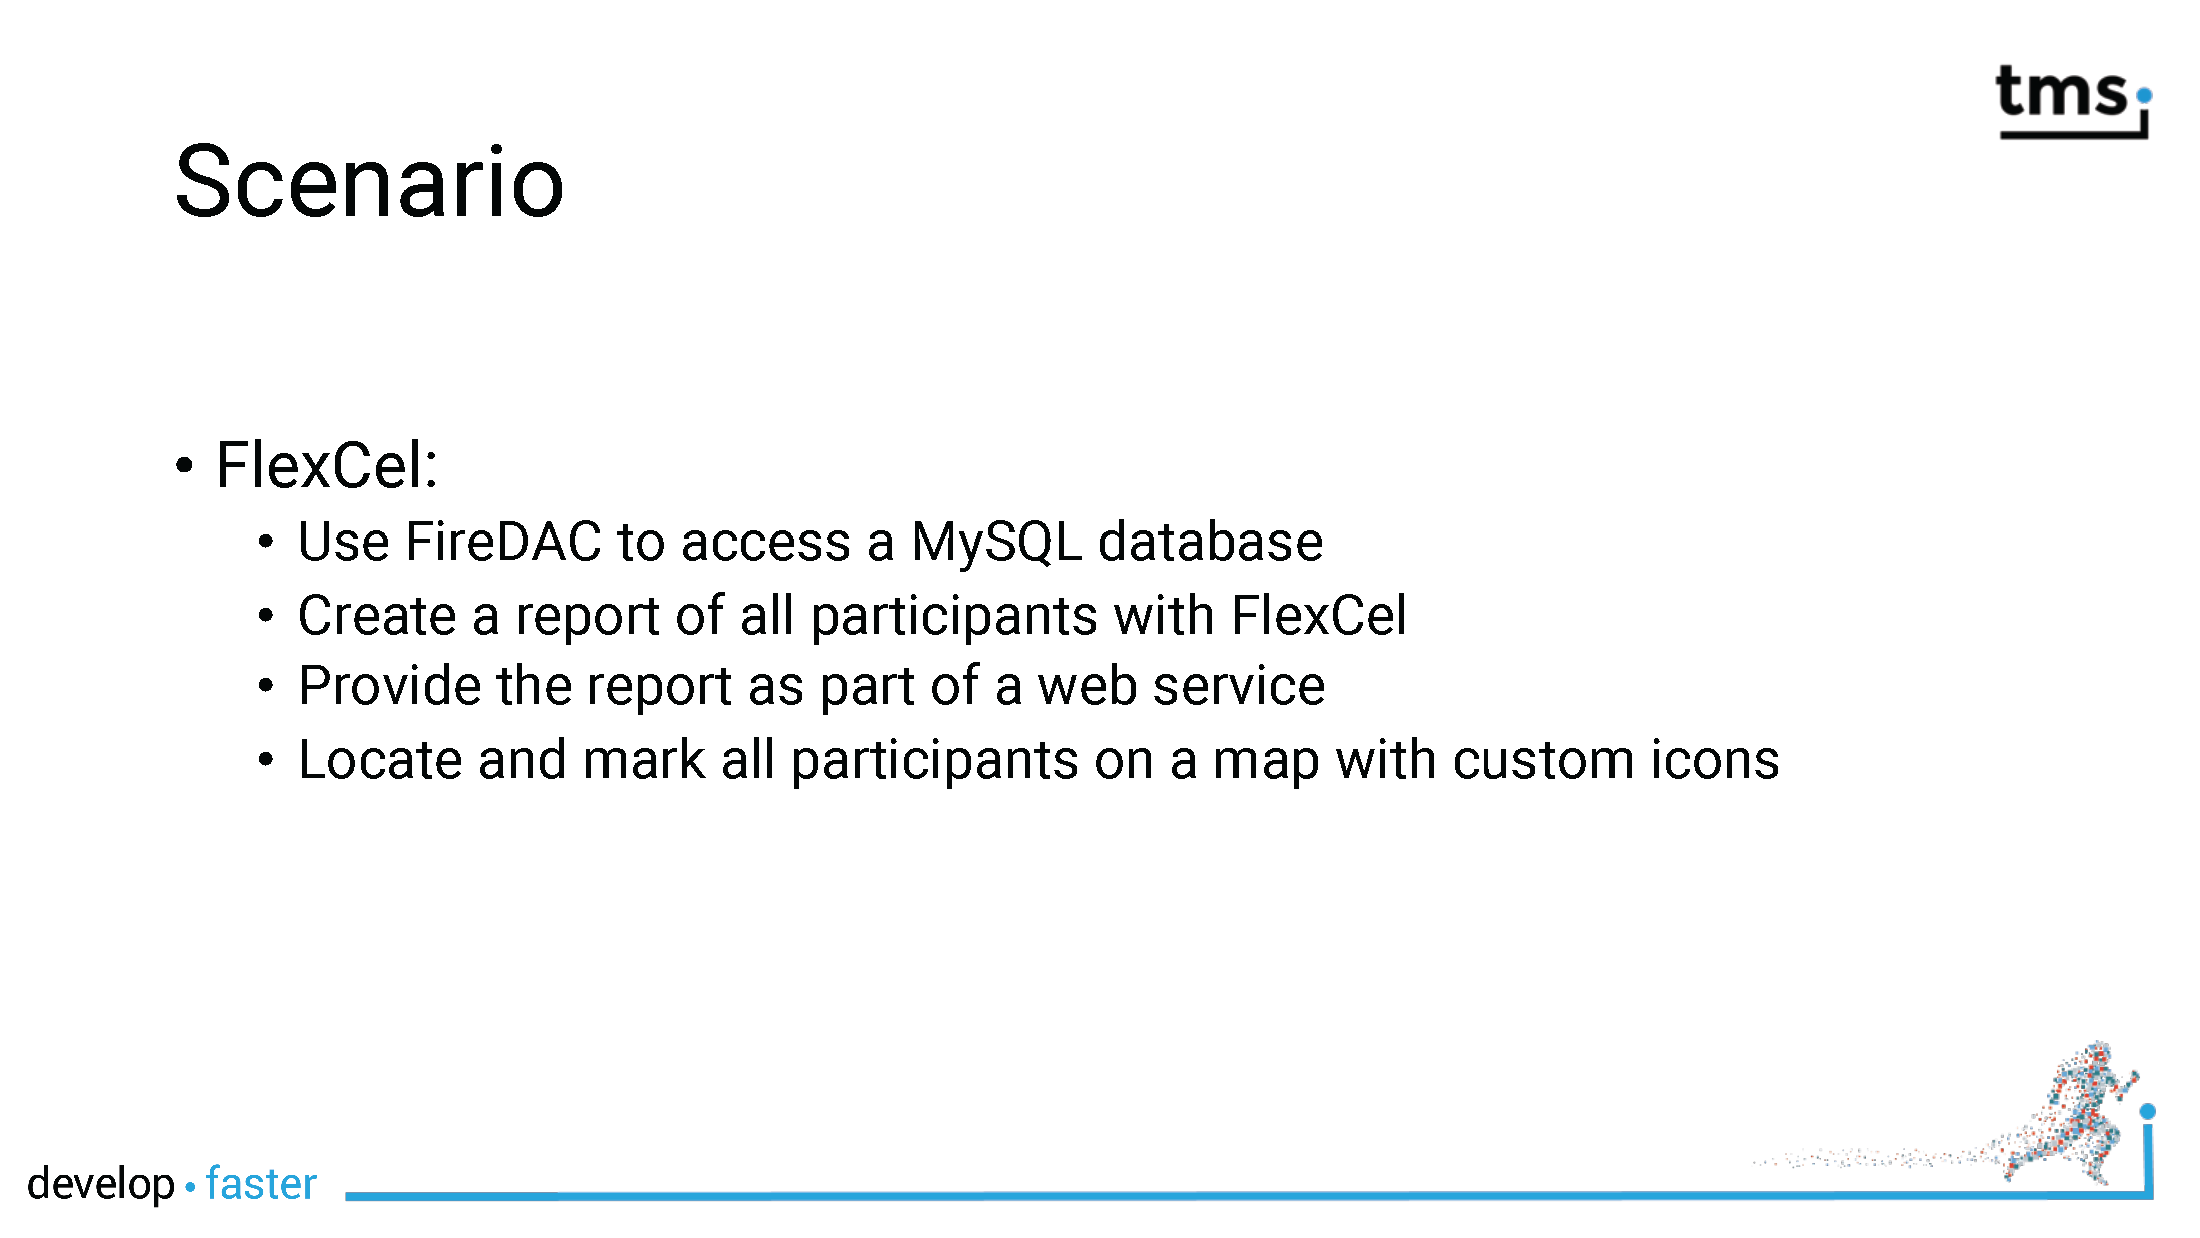 tms
Scenario
• FlexCel:
• Use FireDAC to access a MySQL database
• Create a report of all participants with FlexCel
• Provide the report as part of a web service
• Locate and mark all participants on a map with custom icons
develop • faster